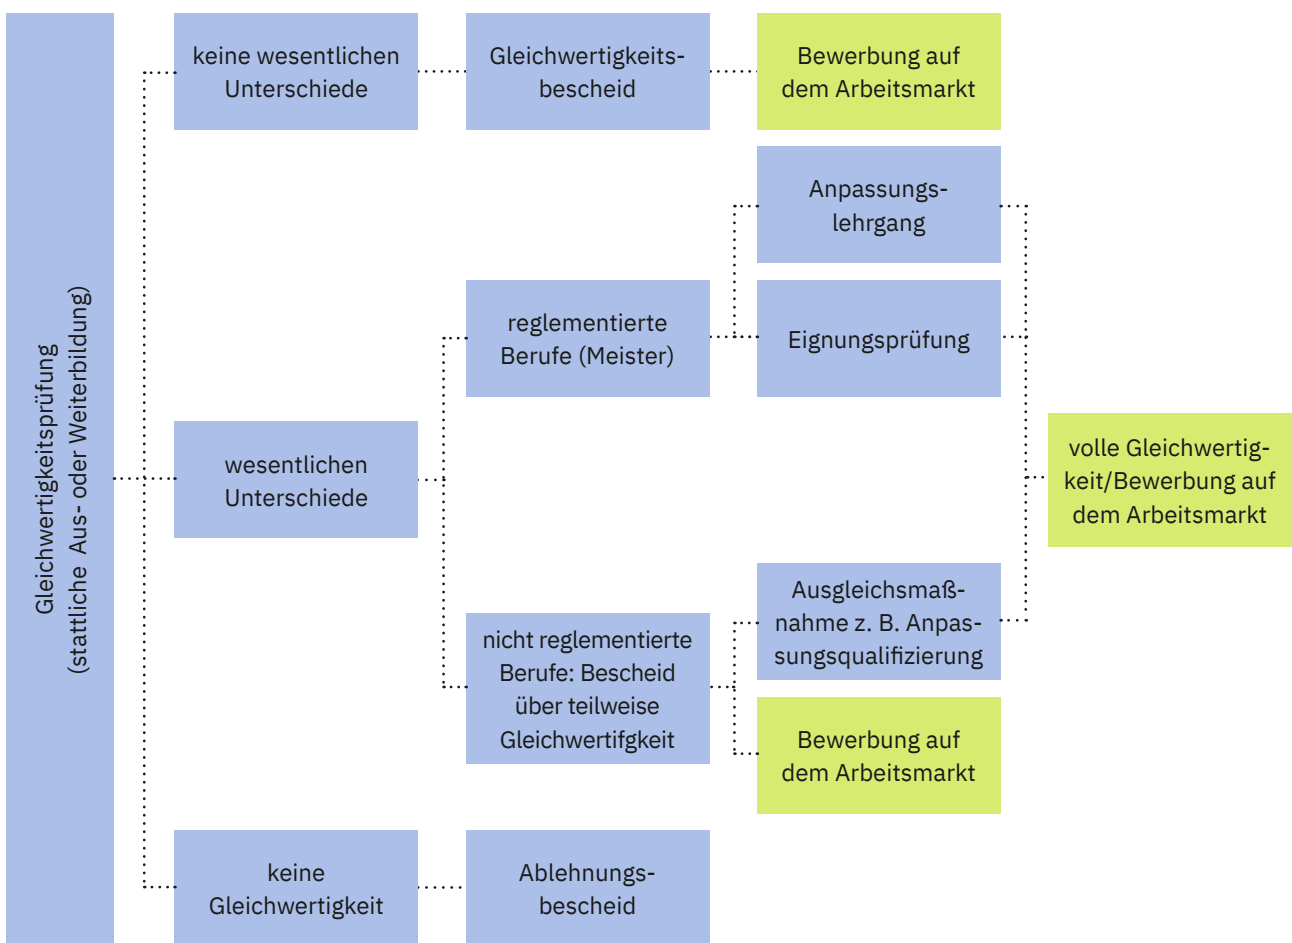 Gleichwertigkeitsprüfung
(stattliche Aus- oder Weiterbildung)
keine wesentlichen
Unterschiede
Gleichwertigkeits-
bescheid
Bewerbung auf
dem Arbeitsmarkt
wesentlichen
Unterschiede
reglementierte
Berufe (Meister)
Anpassungs-
lehrgang
Eignungsprüfung
nicht reglementierte
Berufe: Bescheid
über teilweise
Gleichwertifgkeit
Ausgleichsmaß-
nahme z. B. Anpas-
sungsqualifizierung
Bewerbung auf
dem Arbeitsmarkt
volle Gleichwertig-
keit/Bewerbung auf
dem Arbeitsmarkt
keine
Gleichwertigkeit
Ablehnungs-
bescheid